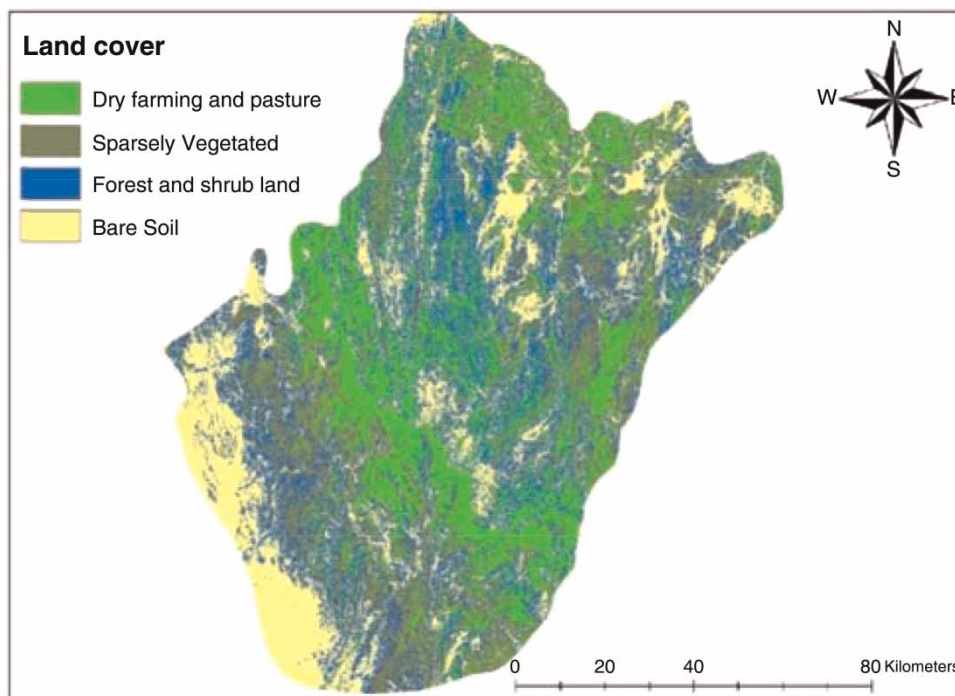 Land cover
Dry farming and pasture
Sparsely Vegetated
Forest and shrub land
Bare Soil
N
W E
S
0 20 40 80 Kilometers